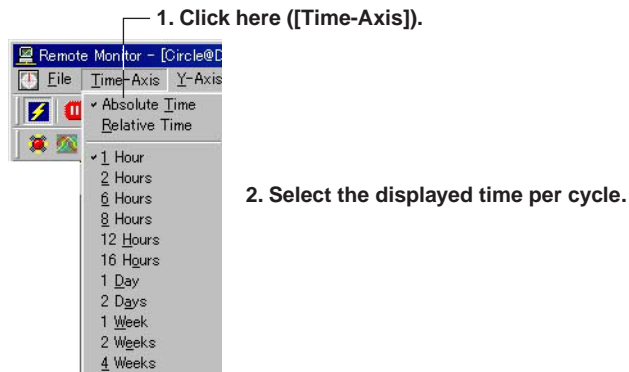 1. Click here ([Time-Axis]).
Remote Monitor - [Circle@D
File Time-Axis Y-Axis
Absolute Time
Relative Time
1 Hour
2 Hours
6 Hours
2. Select the displayed time per cycle.
8 Hours
12 Hours
16 Hours
1 Day
2 Days
1 Week
2 Weeks
4 Weeks